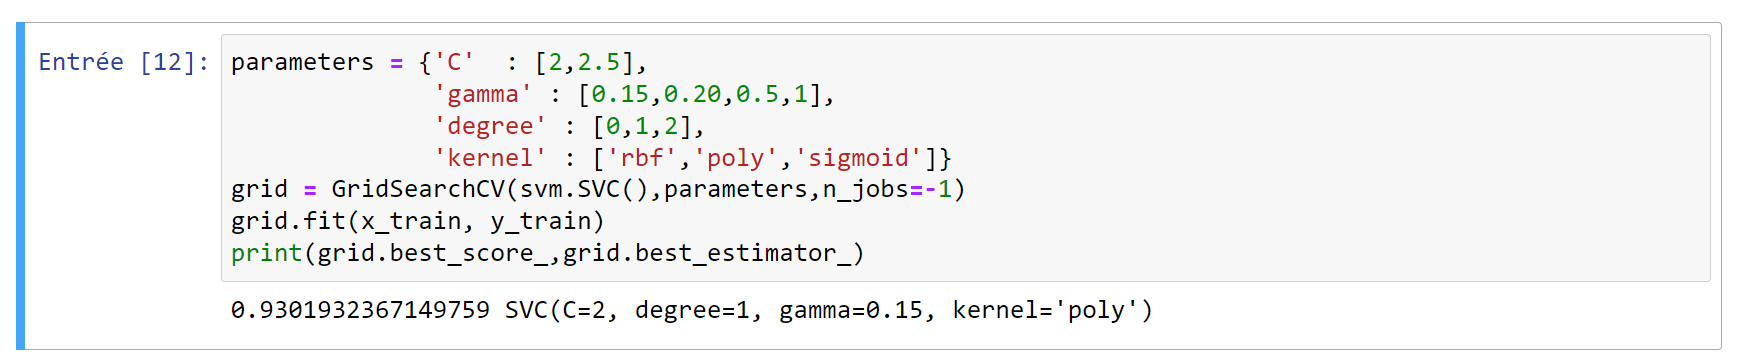 Entrée [12]: parameters = {'C'  : [2,2.5],
              'gamma' : [0.15,0.20,0.5,1],
              'degree' : [0,1,2],
              'kernel' : ['rbf','poly','sigmoid']}
grid = GridSearchCV(svm.SVC(),parameters,n_jobs=-1)
grid.fit(x_train, y_train)
print(grid.best_score_,grid.best_estimator_)
0.9301932367149759 SVC(C=2, degree=1, gamma=0.15, kernel='poly')